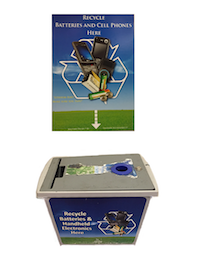 Recycle
Batteries and Cell Phones
Here
Recycle
Batteries &
Handheld
Electronics
Here